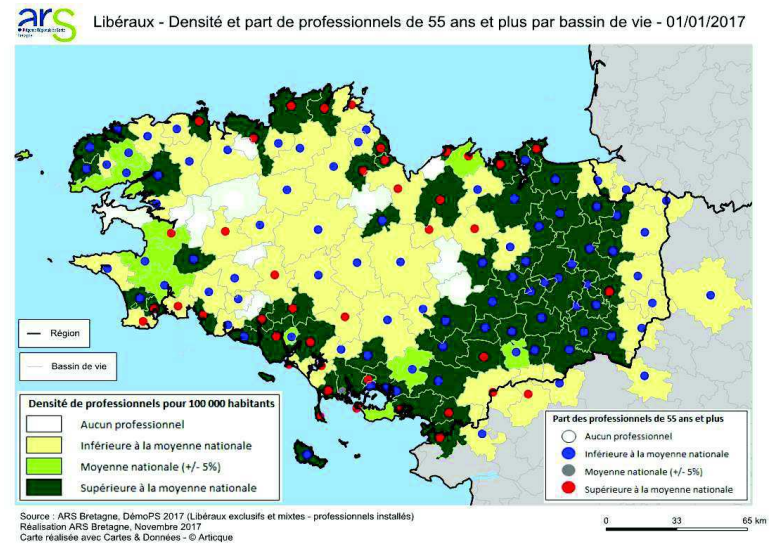 ars
Bretagne
Libéraux - Densité et part de professionnels de 55 ans et plus par bassin de vie - 01/01/2017
Région
Bassin de vie
Densité de professionnels pour 100 000 habitants
Aucun professionnel
Inférieure à la moyenne nationale
Moyenne nationale (+/- 5%)
Supérieure à la moyenne nationale
Part des professionnels de 55 ans et plus
Aucun professionnel
Inférieure à la moyenne nationale
Moyenne nationale (+/- 5%)
Supérieure à la moyenne nationale
Source : ARS Bretagne, DémoPS 2017 (Libéraux exclusifs et mixtes - professionnels installés)
Réalisation ARS Bretagne, Novembre 2017
Carte réalisée avec Cartes & Données - © Articque
0 33 65 km